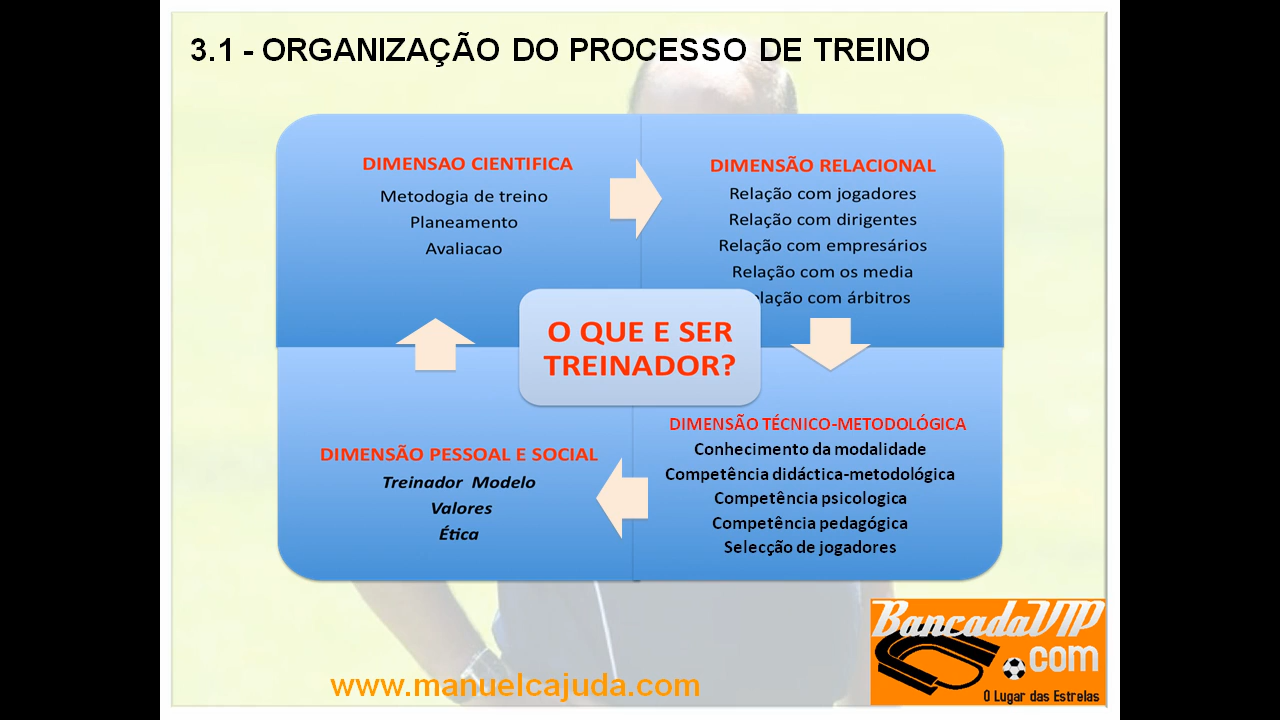 3.1 - ORGANIZAÇÃO DO PROCESSO DE TREINO
DIMENSAO CIENTIFICA
Metodogia de treino
Planeamento
Avaliacao
DIMENSÃO RELACIONAL
Relação com jogadores
Relação com dirigentes
Relação com empresários
Relação com os media
elação com árbitros
O QUE E SER
TREINADOR?
DIMENSÃO PESSOAL E SOCIAL
Treinador Modelo
Valores
Ética
DIMENSÃO TÉCNICO-METODOLÓGICA
Conhecimento da modalidade
Competência didáctica-metodológica
Competência psicologica
Competência pedagógica
Selecção de jogadores
BancadaVIP
.com
O Lugar das Estrelas
www.manuelcajuda.com